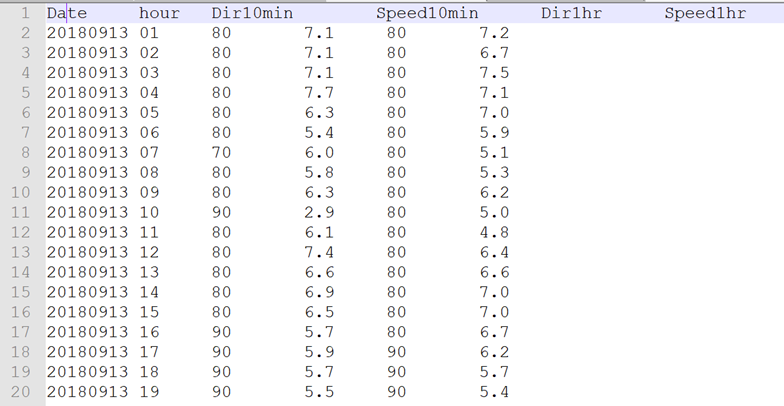 1 Date hour Dir10min Speed10min Dir1hr Speed1hr
2 20180913 01 80 7.1 80 7.2
3 20180913 02 80 7.1 80 6.7
4 20180913 03 80 7.1 80 7.5
5 20180913 04 80 7.7 80 7.1
6 20180913 05 80 6.3 80 7.0
7 20180913 06 80 5.4 80 5.9
8 20180913 07 70 6.0 80 5.1
9 20180913 08 80 5.8 80 5.3
10 20180913 09 80 6.3 80 6.2
11 20180913 10 90 2.9 80 5.0
12 20180913 11 80 6.1 80 4.8
13 20180913 12 80 7.4 80 6.4
14 20180913 13 80 6.6 80 6.6
15 20180913 14 80 6.9 80 7.0
16 20180913 15 80 6.5 80 7.0
17 20180913 16 90 5.7 80 6.7
18 20180913 17 90 5.9 90 6.2
19 20180913 18 90 5.7 90 5.7
20 20180913 19 90 5.5 90 5.4